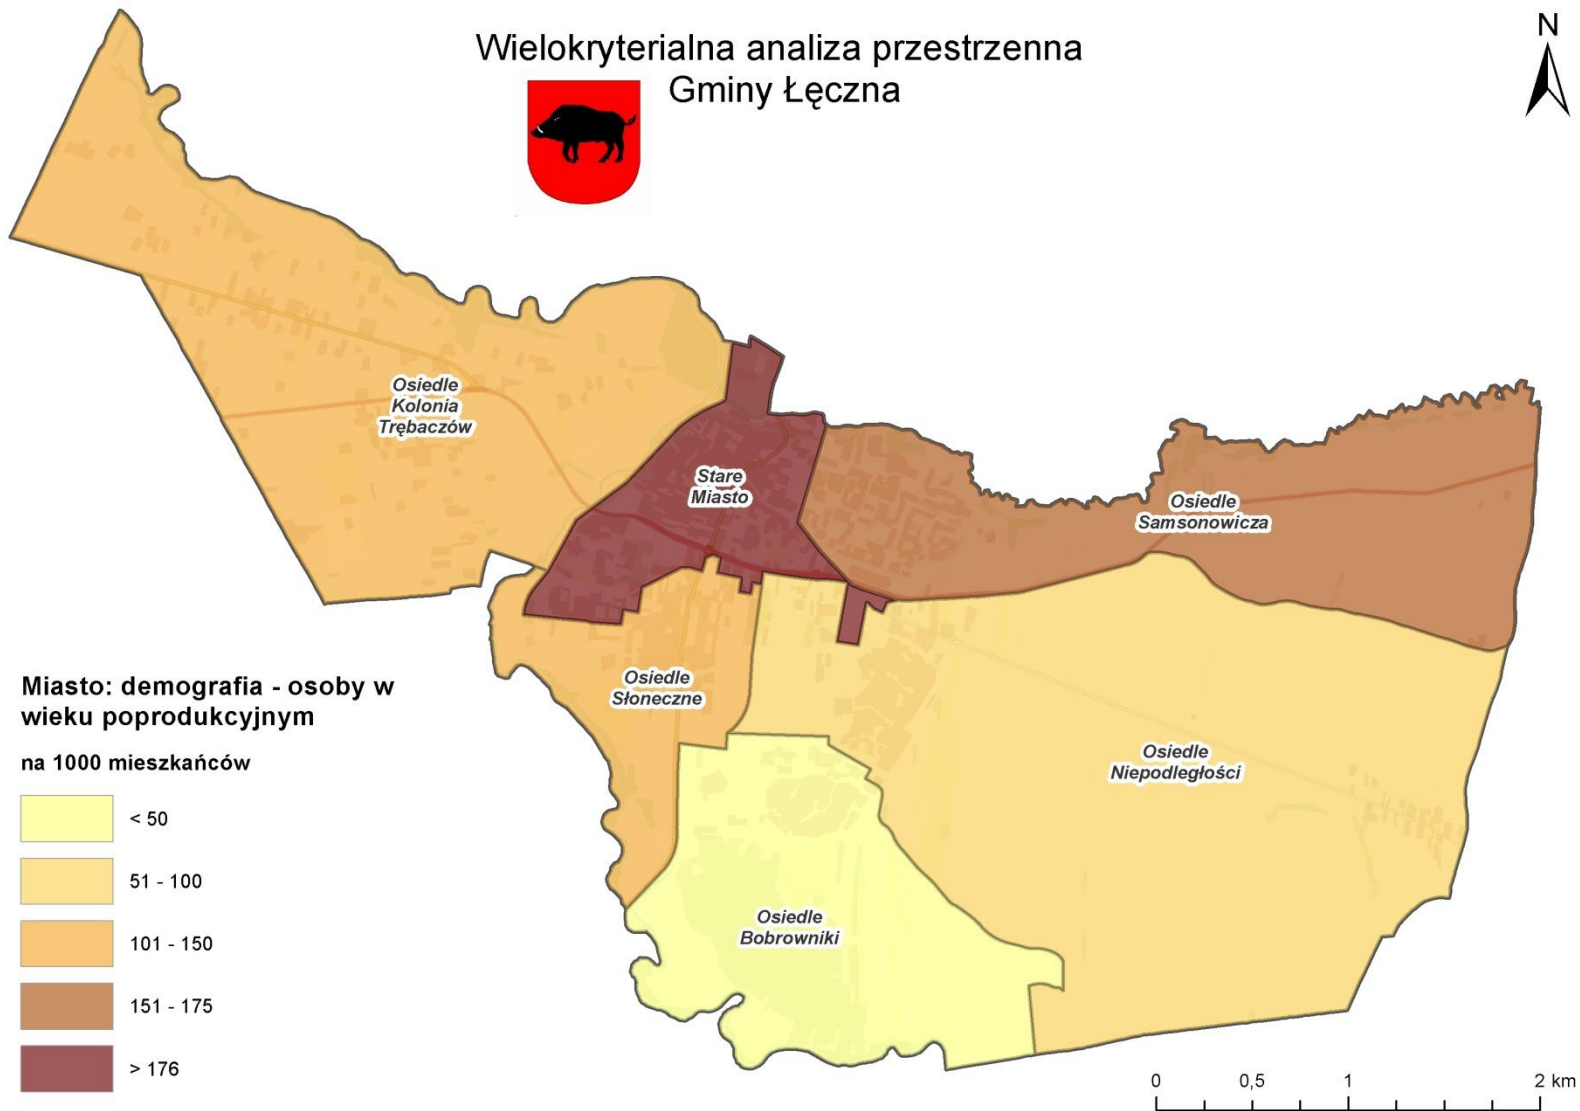 Wielokryterialna analiza przestrzenna
Gminy Łęczna
N
Osiedle
Kolonia
Trębaczów
Stare
Miasto
Osiedle
Samsonowicza
Osiedle
Słoneczne
Osiedle
Niepodległości
Osiedle
Bobrowniki
Miasto: demografia - osoby w
wieku poprodukcyjnym
na 1000 mieszkańców
< 50
51 - 100
101 - 150
151 - 175
> 176
0 0,5 1 2 km